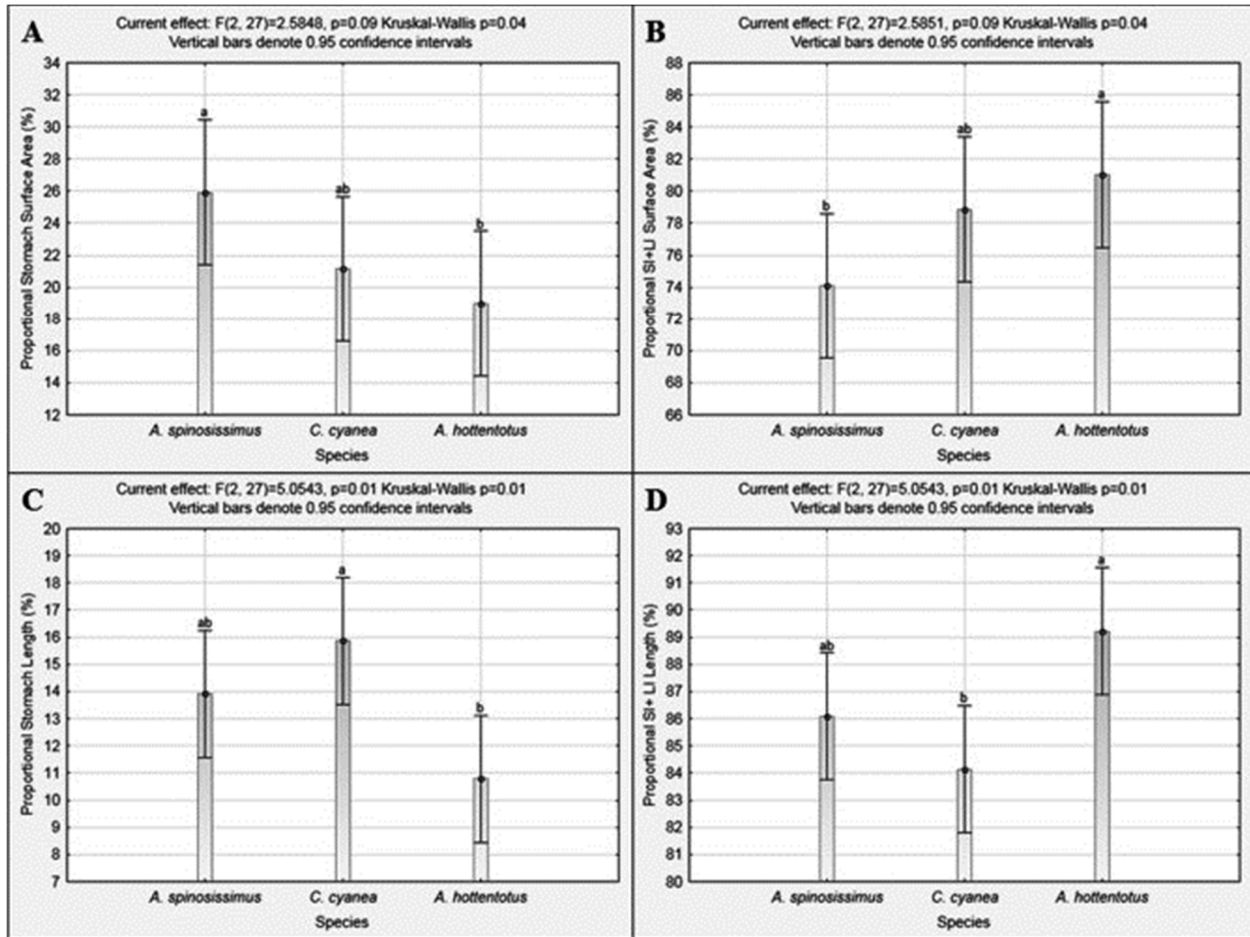 A
Current effect: F(2, 27)=2.5848, p=0.09 Kruskal-Wallis p=0.04
Vertical bars denote 0.95 confidence intervals
Proportional Stomach Surface Area (%)
34
32
30
28
26
24
22
20
18
16
14
12
a
ab
b
A. spinosissimus C. cyanea A. hottentotus
Species
B
Current effect: F(2, 27)=2.5851, p=0.09 Kruskal-Wallis p=0.04
Vertical bars denote 0.95 confidence intervals
Proportional SI+LI Surface Area (%)
88
86
84
82
80
78
76
74
72
70
68
66
b
ab
a
A. spinosissimus C. cyanea A. hottentotus
Species
C
Current effect: F(2, 27)=5.0543, p=0.01 Kruskal-Wallis p=0.01
Vertical bars denote 0.95 confidence intervals
Proportional Stomach Length (%)
20
19
18
17
16
15
14
13
12
11
10
9
8
7
ab
a
b
A. spinosissimus C. cyanea A. hottentotus
Species
D
Current effect: F(2, 27)=5.0543, p=0.01 Kruskal-Wallis p=0.01
Vertical bars denote 0.95 confidence intervals
Proportional SI+ LI Length (%)
93
92
91
90
89
88
87
86
85
84
83
82
81
80
ab
b
a
A. spinosissimus C. cyanea A. hottentotus
Species